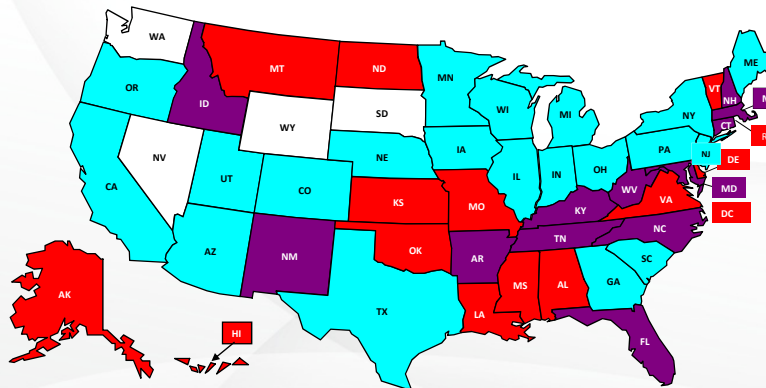 WA
MT
ND
MN
ME
VT
NH
M
OR
ID
WI
MI
NY
CT
R
SD
WY
PA
NJ
DE
IA
NE
NV
OH
IN
IL
UT
CO
CA
WV
MD
KS
MO
VA
KY
DC
NC
TN
OK
AZ
NM
AR
SC
GA
MS
AL
AK
TX
LA
HI
FL